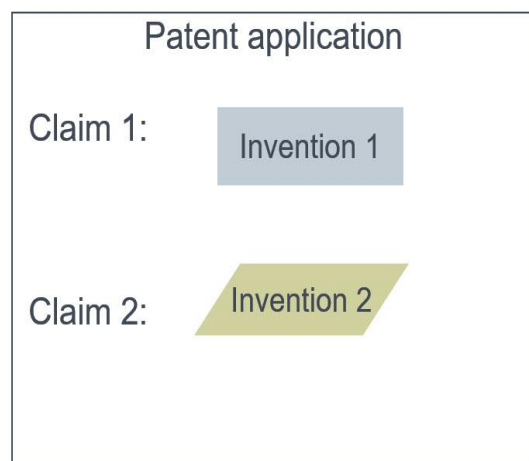 Patent application
Claim 1:
Invention 1
Claim 2:
Invention 2